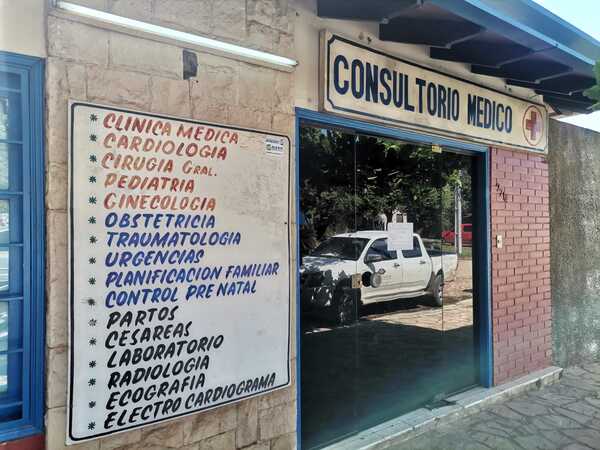 CONSULTORIO MEDICO
* CLINICA MEDICA
* CARDIOLOGIA
* CIRUGIA GRAL.
* PEDIATRIA
* GINECOLOGIA
* OBSTETRICIA
* TRAUMATOLOGIA
* URGENCIAS
* PLANIFICACION FAMILIAR
* CONTROL PRE NATAL
* PARTOS
* CESAREAS
* LABORATORIO
* RADIOLOGIA
* ECOGRAFIA
* ELECTRO CARDIOGRAMA